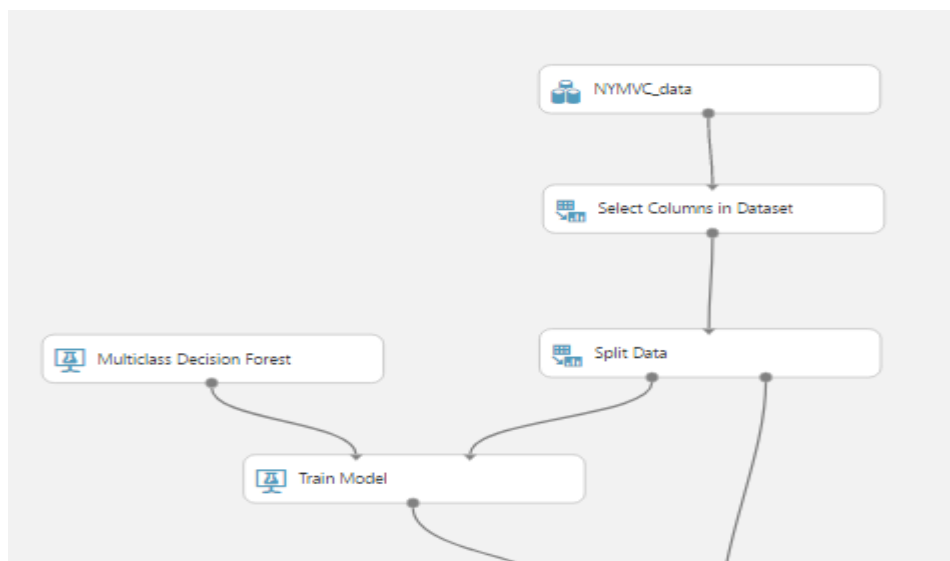 NYMVC_data
Select Columns in Dataset
Multiclass Decision Forest
Split Data
Train Model